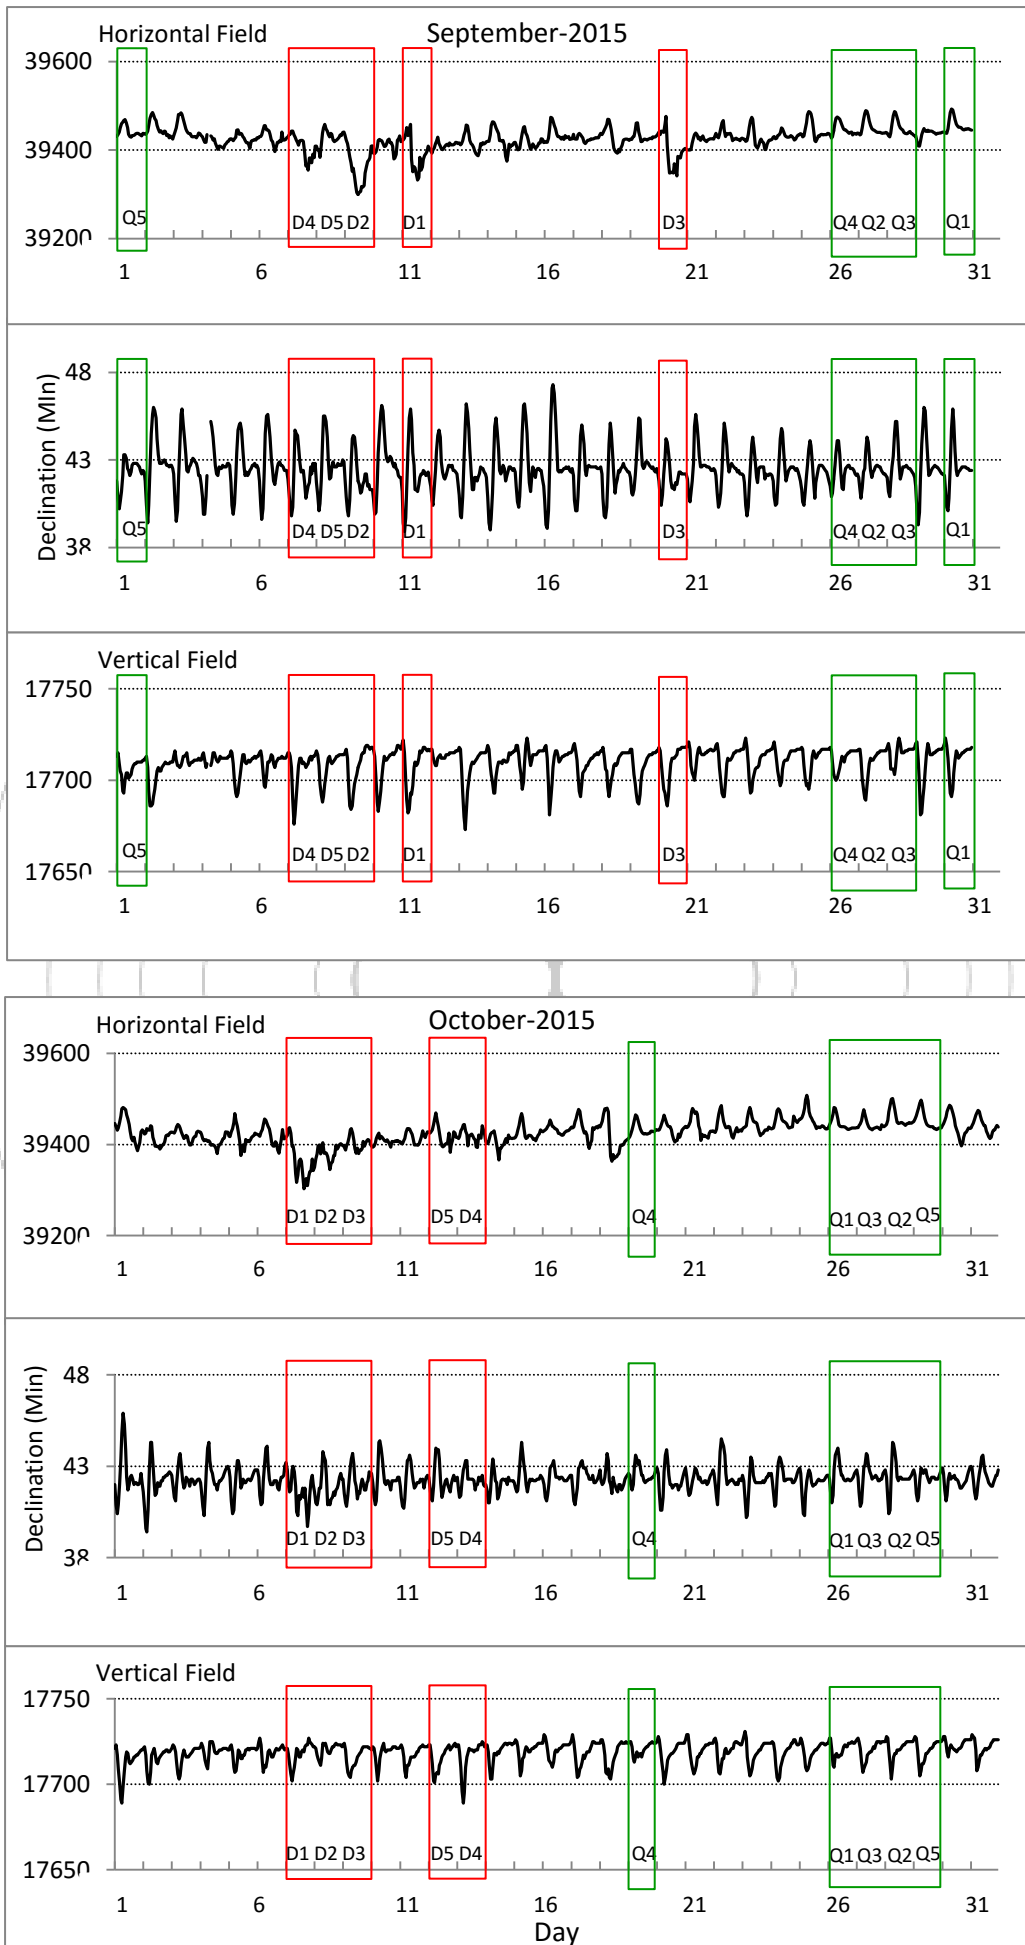 Horizontal Field September-2015
39600
39400
39200
Q5 D4 D5 D2 D1 D3 Q4 Q2 Q3 Q1
1 6 11 16 21 26 31
Declination (MIn)
48
43
38
Q5 D4 D5 D2 D1 D3 Q4 Q2 Q3 Q1
1 6 11 16 21 26 31
Vertical Field
17750
17700
17650
Q5 D4 D5 D2 D1 D3 Q4 Q2 Q3 Q1
1 6 11 16 21 26 31
Horizontal Field October-2015
39600
39400
39200
D1 D2 D3 D5 D4 Q4 Q1 Q3 Q2 Q5
1 6 11 16 21 26 31
Declination (Min)
48
43
38
D1 D2 D3 D5 D4 Q4 Q1 Q3 Q2 Q5
1 6 11 16 21 26 31
Vertical Field
17750
17700
17650
D1 D2 D3 D5 D4 Q4 Q1 Q3 Q2 Q5
1 6 11 16 21 26 31
Day